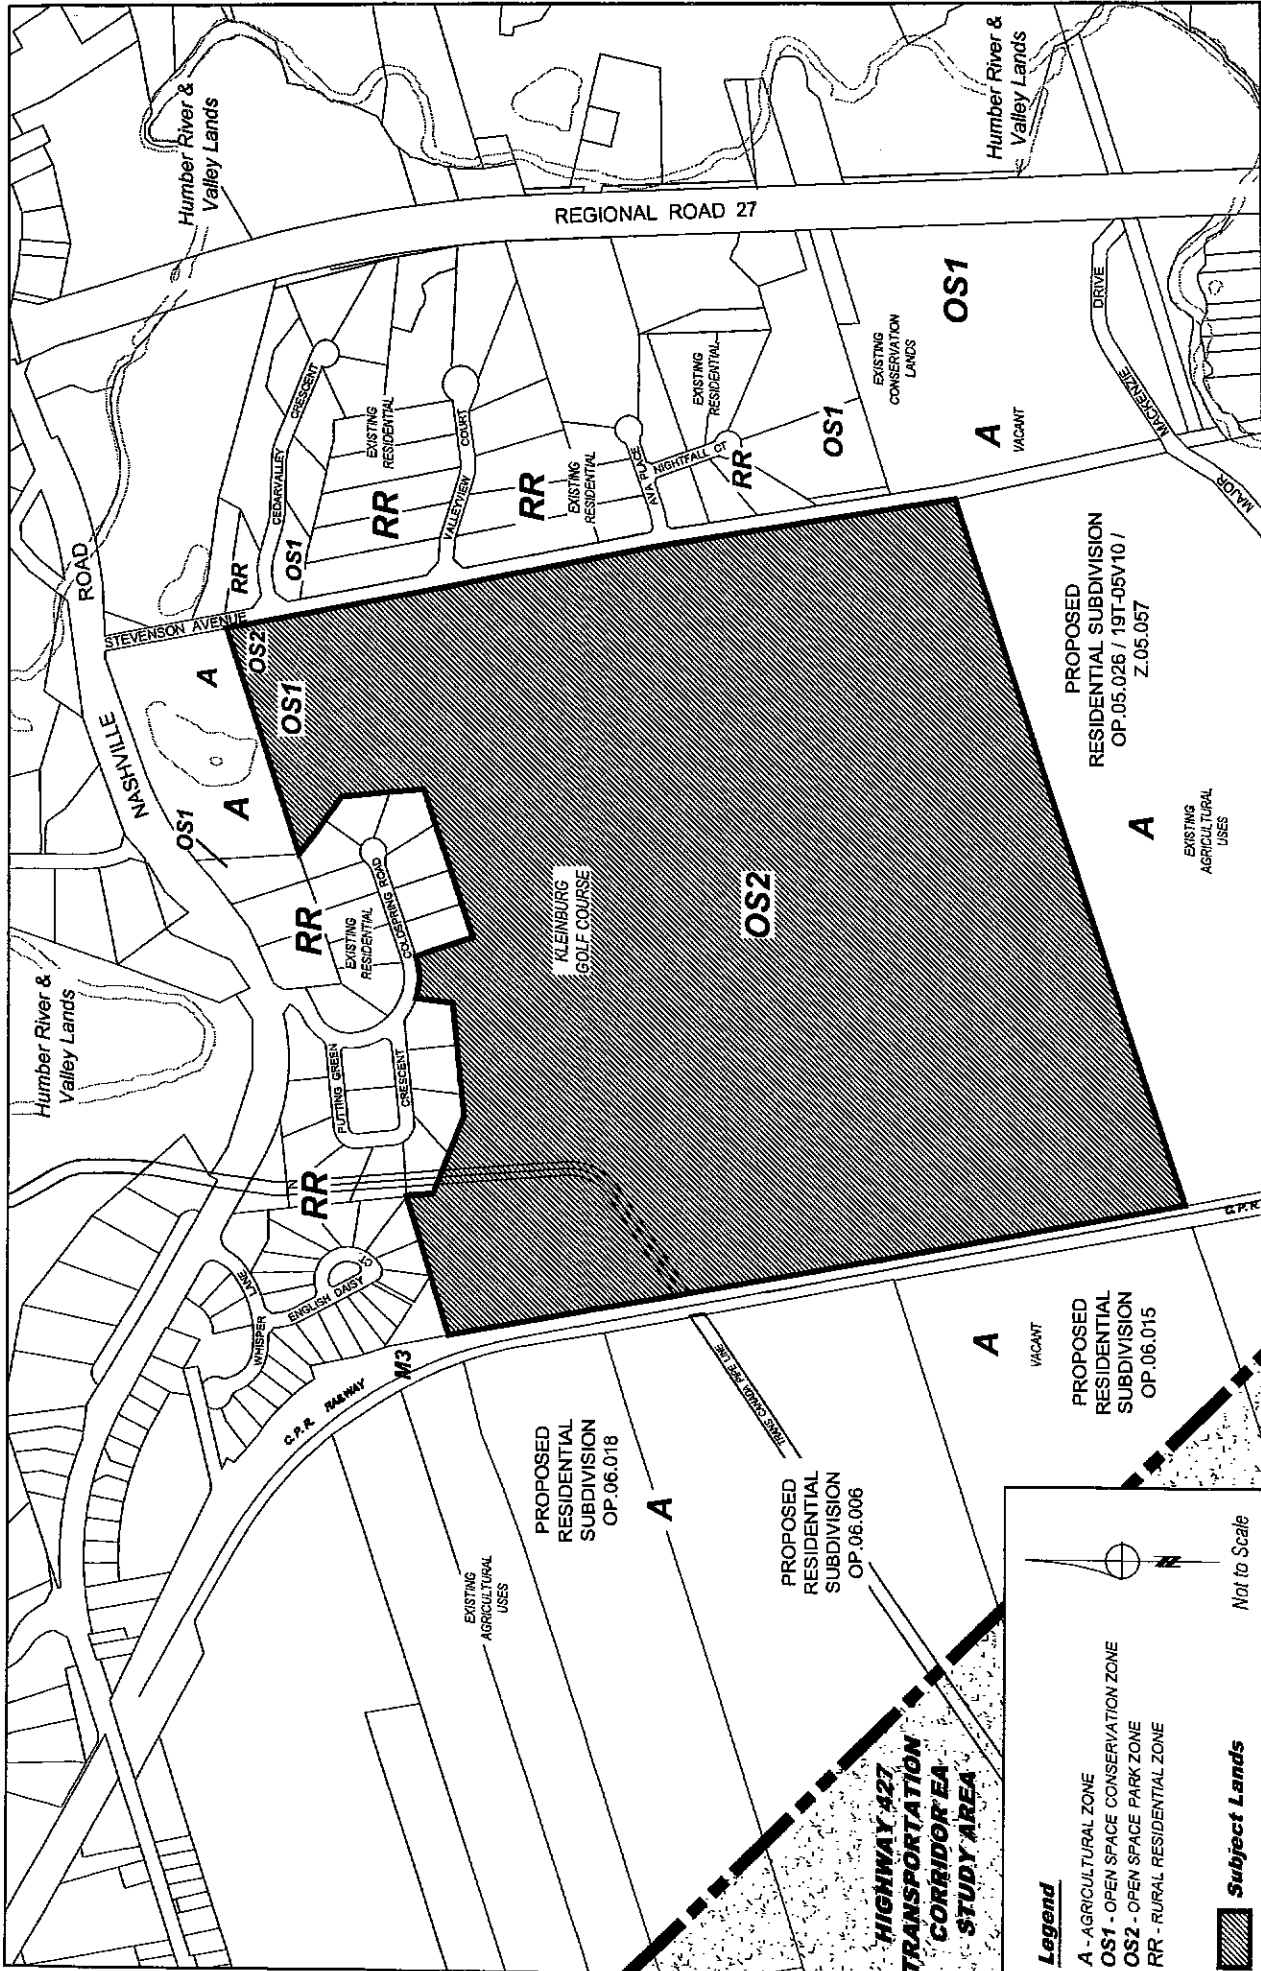 Humber River &
Valley Lands
Humber River &
Valley Lands
Humber River &
Valley Lands
REGIONAL ROAD 27
NASHVILLE
ROAD
STEVENSON AVENUE
CEDARVALLEY
CRESCENT
VALLEYVIEW
COURT
AVA PLACE
NIGHTFALL CT
MAJOR
MACKENZIE
DRIVE
RR
OS1
RR
EXISTING
RESIDENTIAL
RR
EXISTING
RESIDENTIAL
EXISTING
RESIDENTIAL
RR
OS1
EXISTING
CONSERVATION
LANDS
OS1
A
VACANT
A
OS1
A
OS2
OS1
RR
EXISTING
RESIDENTIAL
COLDSPRING ROAD
PUTTING GREEN
CRESCENT
RR
WHISPER
LANE
ENGLISH DAISY
CT
KLEINBURG
GOLF COURSE
OS2
C.P.R. RAILWAY
M3
C.P.R.
TRANS CANADA PIPE LINE
PROPOSED
RESIDENTIAL SUBDIVISION
OP.05.026 / 19T-05V10 /
Z.05.057
A
EXISTING
AGRICULTURAL
USES
A
VACANT
PROPOSED
RESIDENTIAL
SUBDIVISION
OP.06.015
PROPOSED
RESIDENTIAL
SUBDIVISION
OP.06.018
A
EXISTING
AGRICULTURAL
USES
PROPOSED
RESIDENTIAL
SUBDIVISION
OP.06.006
HIGHWAY 427
TRANSPORTATION
CORRIDOR EA
STUDY AREA
Legend
A - AGRICULTURAL ZONE
OS1 - OPEN SPACE CONSERVATION ZONE
OS2 - OPEN SPACE PARK ZONE
RR - RURAL RESIDENTIAL ZONE
Subject Lands
N
Not to Scale